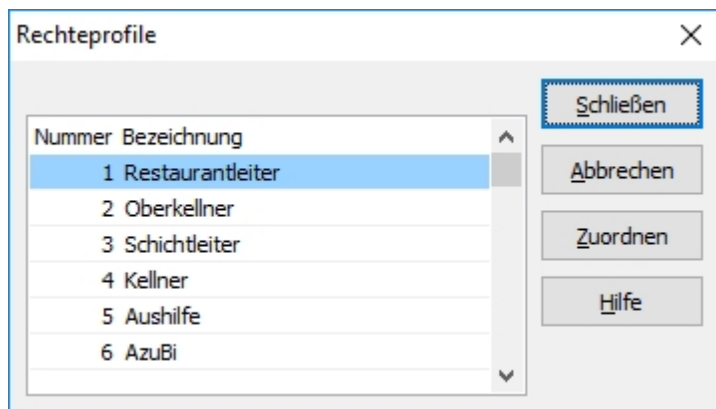 Rechteprofile
Nummer Bezeichnung
1 Restaurantleiter
2 Oberkellner
3 Schichtleiter
4 Kellner
5 Aushilfe
6 AzuBi
Schließen
Abbrechen
Zuordnen
Hilfe